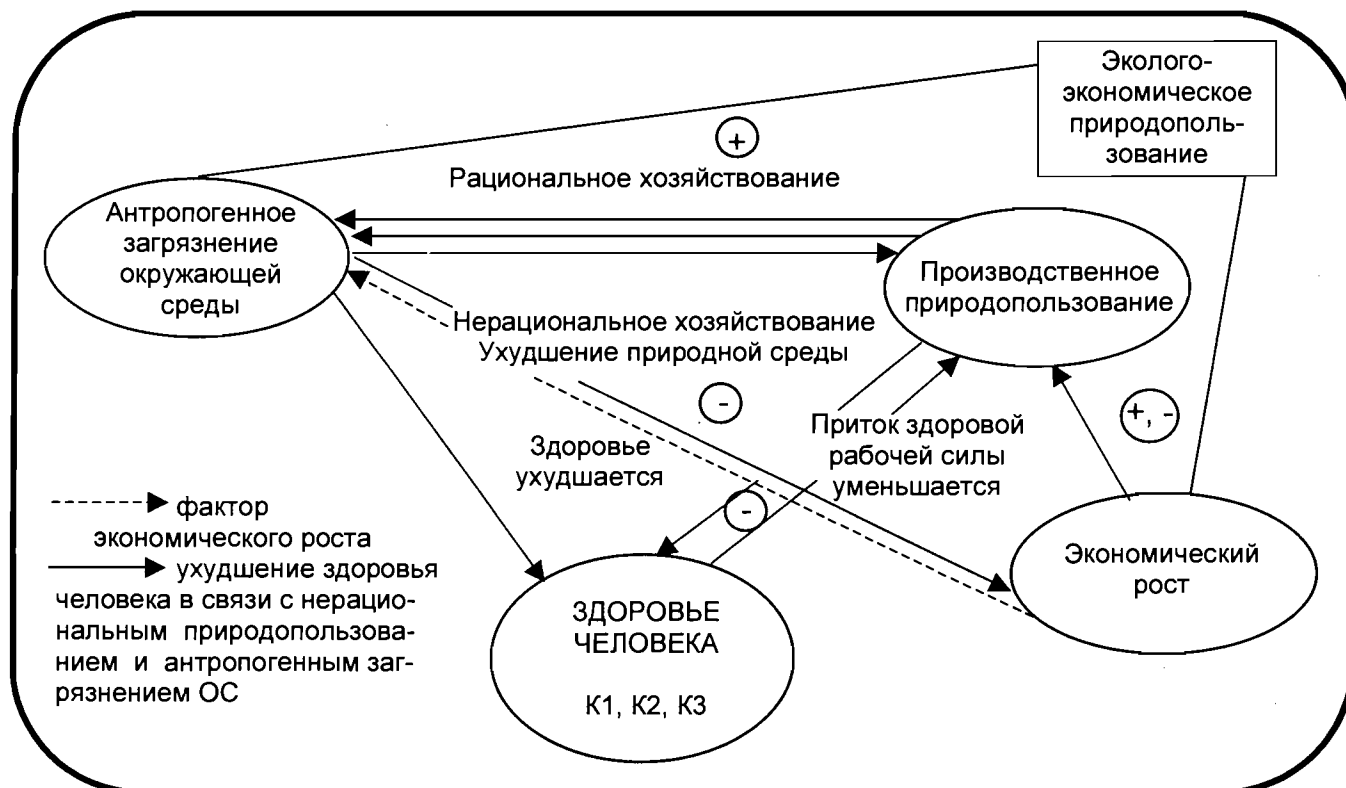 Эколого-
экономическое
природополь-
зование
+
Рациональное хозяйствование
Антропогенное
загрязнение
окружающей
среды
Производственное
природопользование
Нерациональное хозяйствование
Ухудшение природной среды
-
+, -
Здоровье
ухудшается
Приток здоровой
рабочей силы
уменьшается
-
Экономический
рост
ЗДОРОВЬЕ
ЧЕЛОВЕКА
К1, К2, К3
фактор
экономического роста
ухудшение здоровья
человека в связи с нерацио-
нальным природопользова-
нием и антропогенным заг-
рязнением ОС